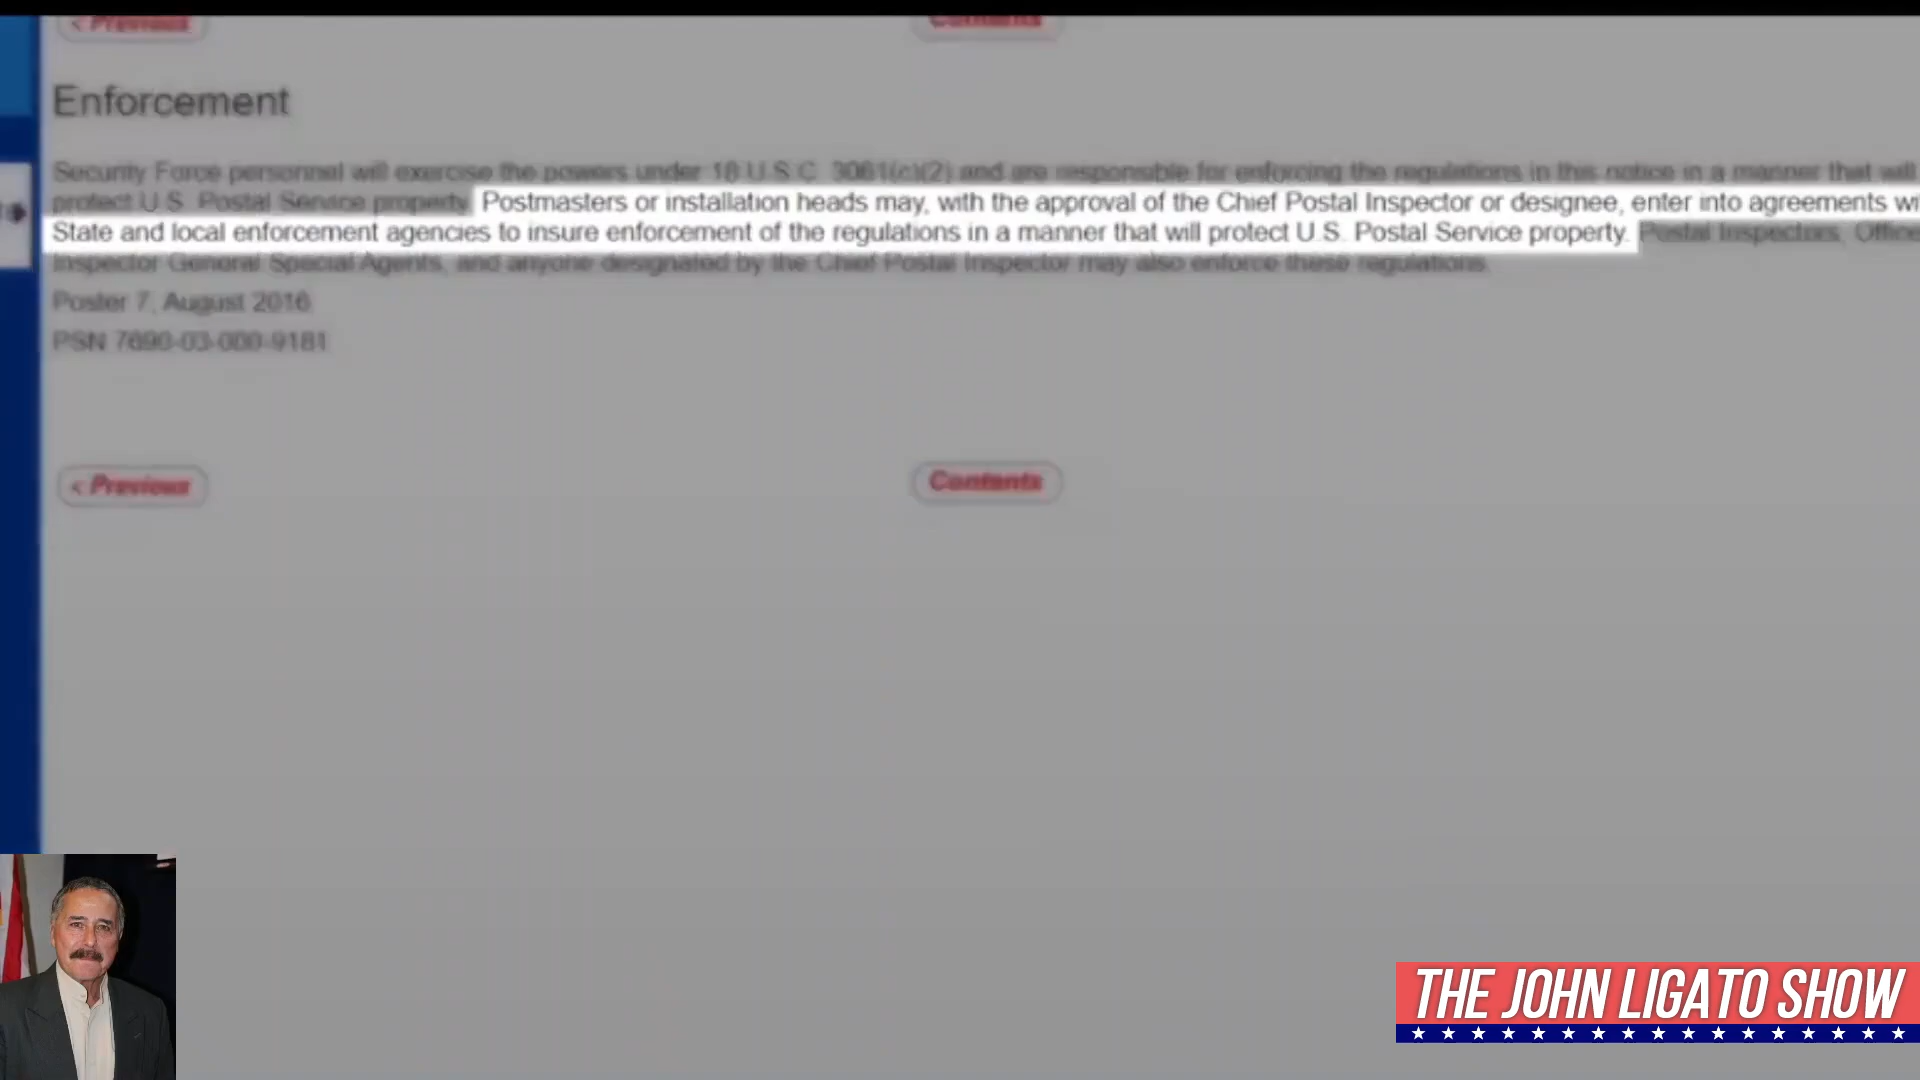 < Previous
Contents
Enforcement
Security Force personnel will exercise the powers under 18 U.S.C. 3061(c)(2) and are responsible for enforcing the regulations in this notice in a manner that will
protect U.S. Postal Service property. Postmasters or installation heads may, with the approval of the Chief Postal Inspector or designee, enter into agreements wi
State and local enforcement agencies to insure enforcement of the regulations in a manner that will protect U.S. Postal Service property. Postal Inspectors, Office
Inspector General Special Agents, and anyone designated by the Chief Postal Inspector may also enforce these regulations.
Poster 7, August 2016
PSN 7690-03-000-9181
< Previous
Contents
THE JOHN LIGATO SHOW